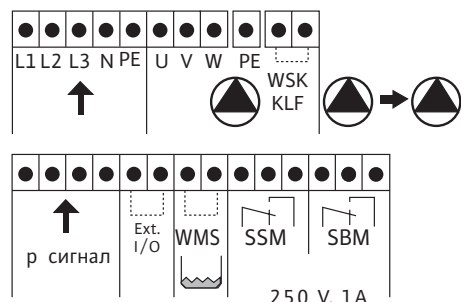 L1 L2 L3 N PE U V W PE
WSK
KLF
Ext.
I/O
WMS
SSM
SBM
p сигнал
250 V, 1A